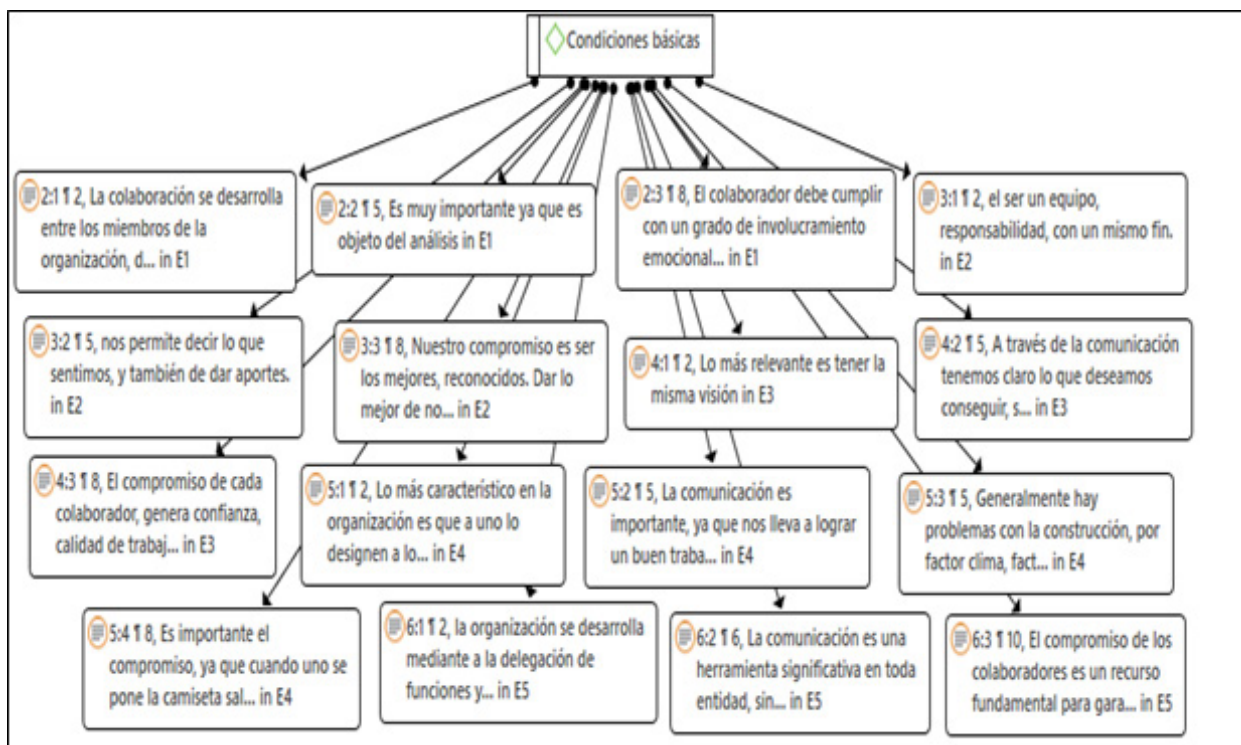 Condiciones básicas
2:1 ¶ 2, La colaboración se desarrolla
entre los miembros de la
organización, d... in E1
2:2 ¶ 5, Es muy importante ya que es
objeto del análisis in E1
2:3 ¶ 8, El colaborador debe cumplir
con un grado de involucramiento
emocional... in E1
3:1 ¶ 2, el ser un equipo,
responsabilidad, con un mismo fin.
in E2
3:2 ¶ 5, nos permite decir lo que
sentimos, y también de dar aportes.
in E2
3:3 ¶ 8, Nuestro compromiso es ser
los mejores, reconocidos. Dar lo
mejor de no... in E2
4:1 ¶ 2, Lo más relevante es tener la
misma visión in E3
4:2 ¶ 5, A través de la comunicación
tenemos claro lo que deseamos
conseguir, s... in E3
4:3 ¶ 8, El compromiso de cada
colaborador, genera confianza,
calidad de trabaj... in E3
5:1 ¶ 2, Lo más característico en la
organización es que a uno lo
designen a lo... in E4
5:2 ¶ 5, La comunicación es
importante, ya que nos lleva a lograr
un buen traba... in E4
5:3 ¶ 5, Generalmente hay
problemas con la construcción, por
factor clima, fact... in E4
5:4 ¶ 8, Es importante el
compromiso, ya que cuando uno se
pone la camiseta sal... in E4
6:1 ¶ 2, la organización se desarrolla
mediante a la delegación de
funciones y... in E5
6:2 ¶ 6, La comunicación es una
herramienta significativa en toda
entidad, sin... in E5
6:3 ¶ 10, El compromiso de los
colaboradores es un recurso
fundamental para gara... in E5